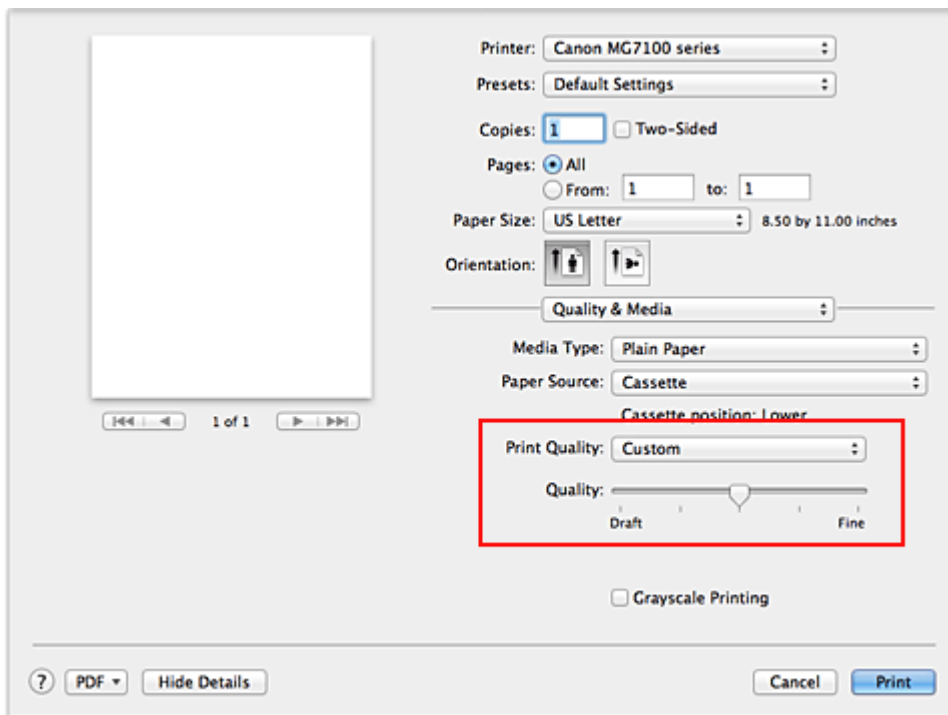 Printer: Canon MG7100 series
Presets: Default Settings
Copies: 1 Two-Sided
Pages: All
From: 1 to: 1
Paper Size: US Letter 8.50 by 11.00 inches
Orientation:
Quality & Media
Media Type: Plain Paper
Paper Source: Cassette
Cassette position: Lower
1 of 1
Print Quality: Custom
Quality:
Draft Fine
Grayscale Printing
? PDF Hide Details Cancel Print